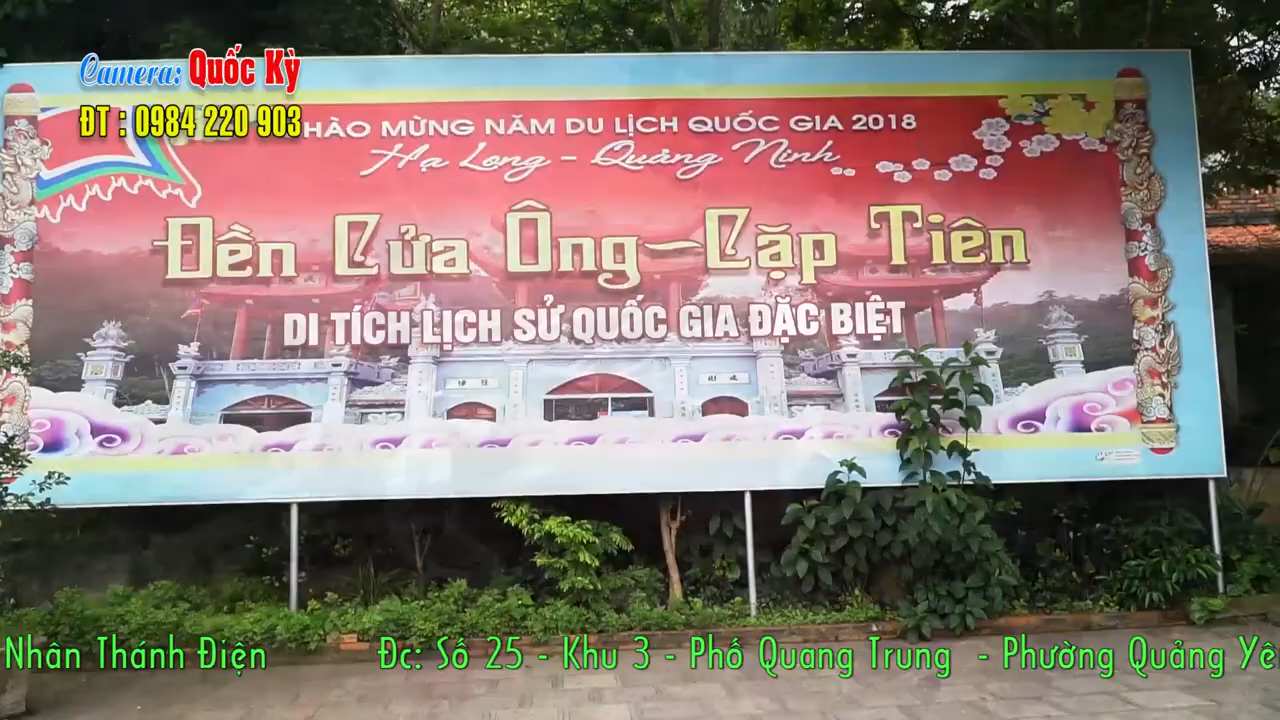 Camera: Quốc Kỳ
ĐT : 0984 220 903
HÀO MỪNG NĂM DU LỊCH QUỐC GIA 2018
Hạ Long - Quảng Ninh
Đền Cửa Ông - Cặp Tiên
DI TÍCH LỊCH SỬ QUỐC GIA ĐẶC BIỆT
Nhân Thánh Điện Đc: Số 25 - Khu 3 - Phố Quang Trung - Phường Quảng Yê